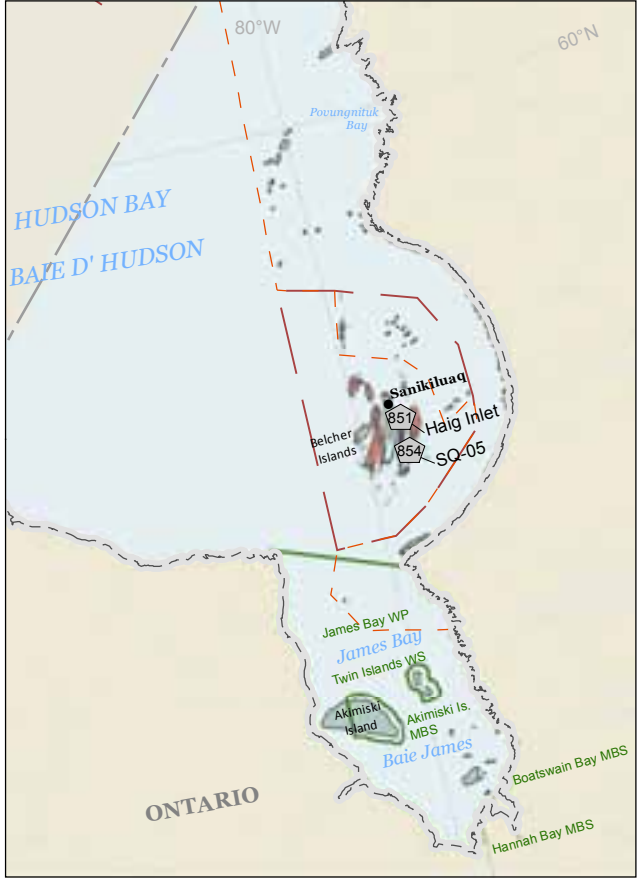 80°W
60°N
Povungnituk
Bay
HUDSON BAY
BAIE D' HUDSON
Sanikiluaq
851
Haig Inlet
Belcher
Islands
854
SQ-05
James Bay WP
James Bay
Twin Islands WS
Akimiski
Island
Akimiski Is.
MBS
Baie James
Boatswain Bay MBS
ONTARIO
Hannah Bay MBS